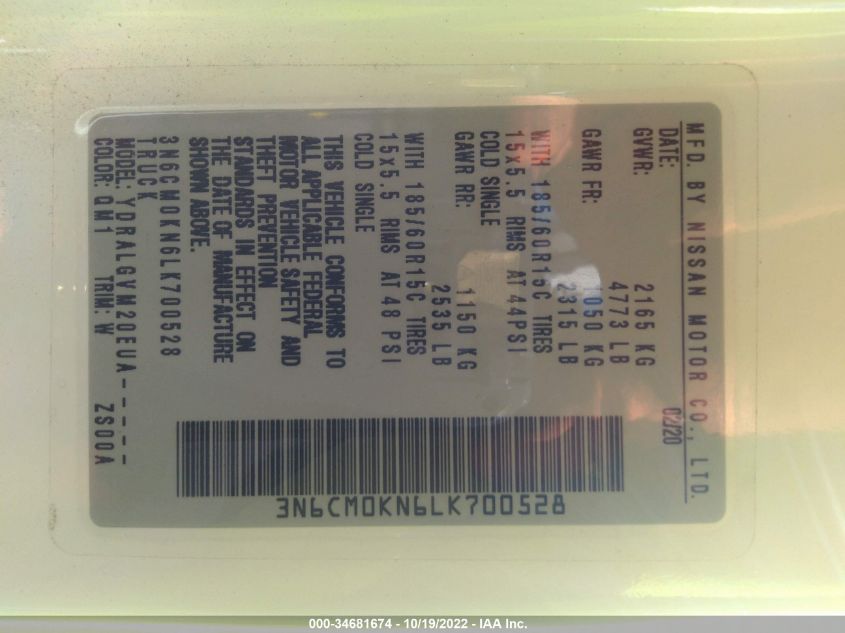 MFD. BY NISSAN MOTOR CO., LTD.
DATE: 02/20
GVWR: 2165 KG
4773 LB
GAWR FR: 1050 KG
2315 LB
WITH 185/60R15C TIRES
15x5.5 RIMS AT 44PSI
COLD SINGLE
GAWR RR: 1150 KG
2535 LB
WITH 185/60R15C TIRES
15x5.5 RIMS AT 48 PSI
COLD SINGLE
THIS VEHICLE CONFORMS TO
ALL APPLICABLE FEDERAL
MOTOR VEHICLE SAFETY AND
THEFT PREVENTION
STANDARDS IN EFFECT ON
THE DATE OF MANUFACTURE
SHOWN ABOVE.
3N6CM0KN6LK700528
TRUCK
MODEL: YDRALGVM20EUA-----
COLOR: QM1 TRIM: W ZS00A
3N6CM0KN6LK700528
000-34681674 - 10/19/2022 - IAA Inc.